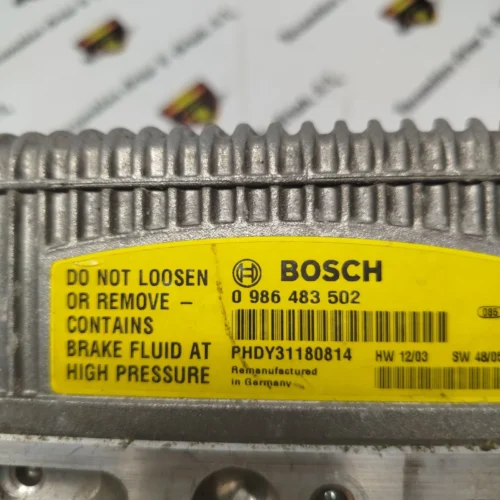 DO NOT LOOSEN
OR REMOVE -
CONTAINS
BRAKE FLUID AT
HIGH PRESSURE
BOSCH
0 986 483 502
PHDY31180814
HW 12/03
SW 48/05
Remanufactured
in Germany